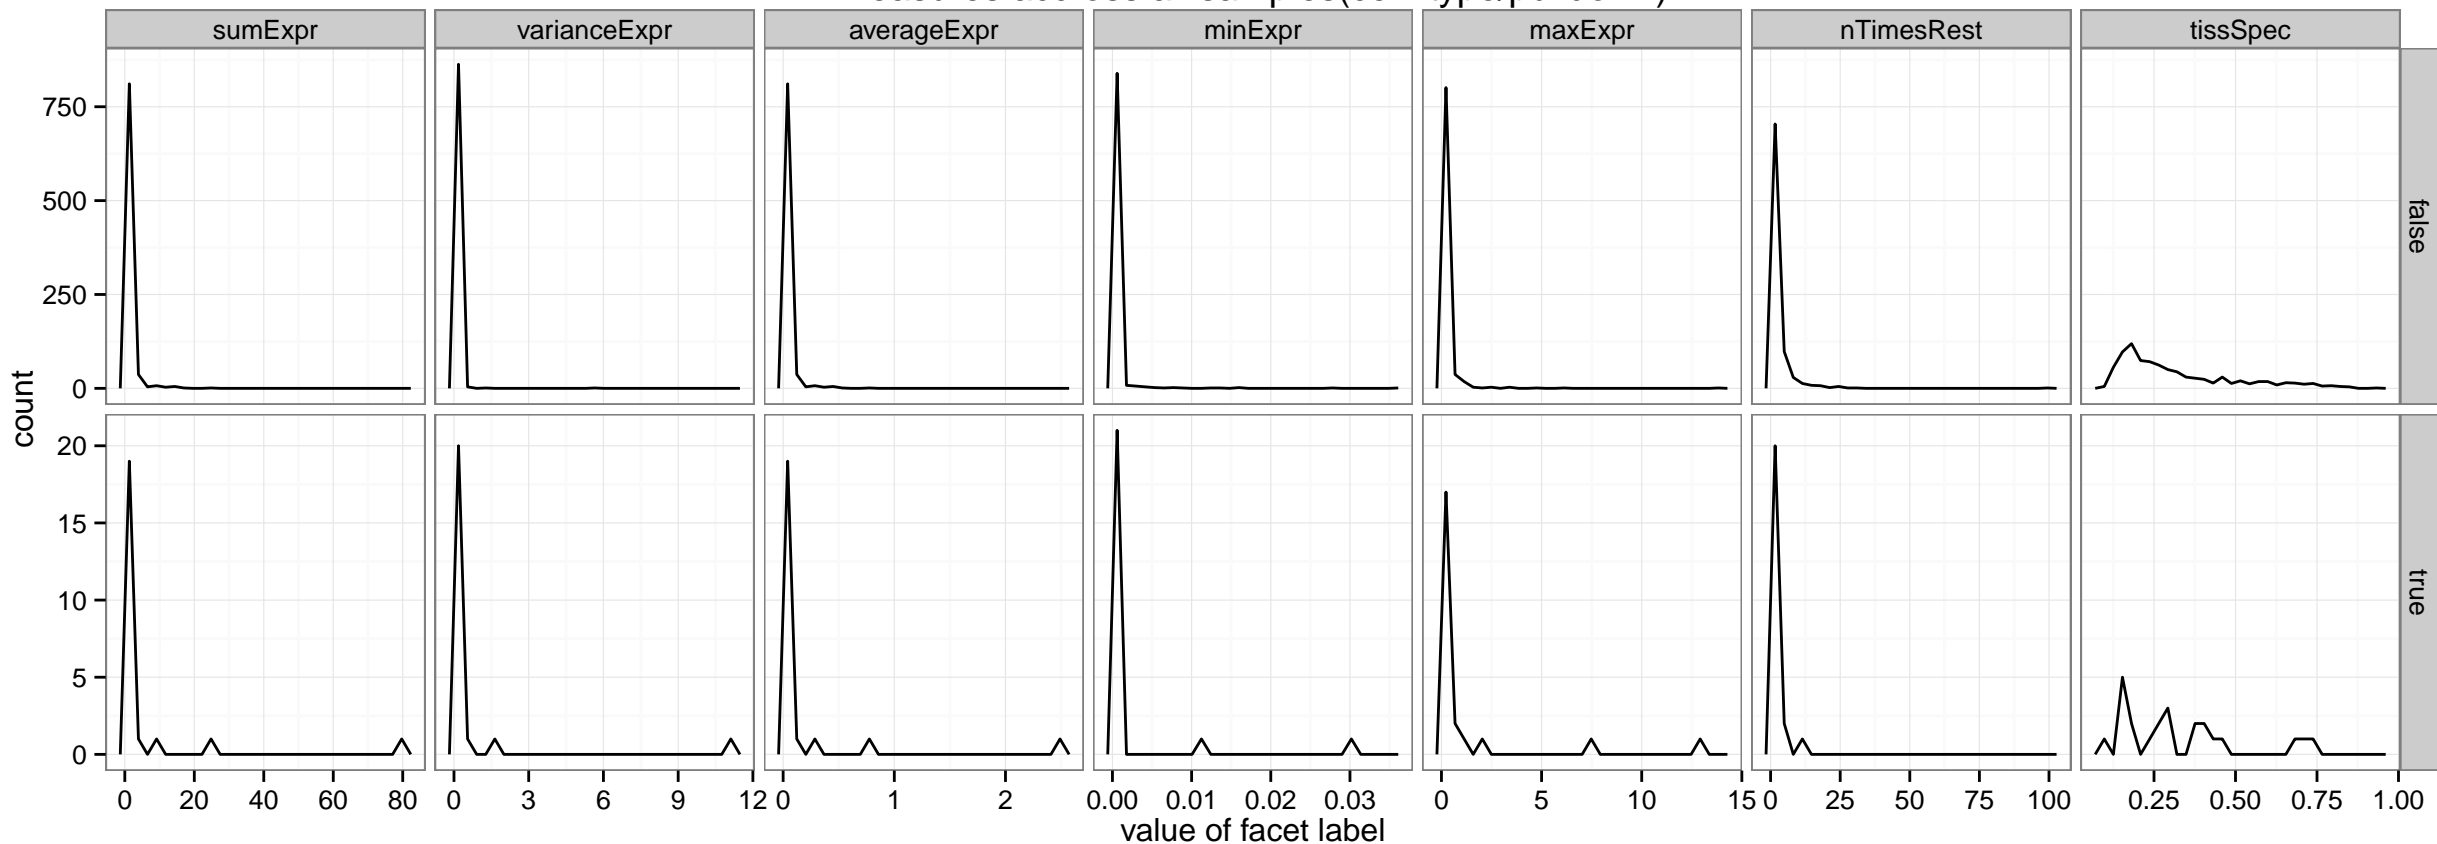 sumExpr varianceExpr averageExpr minExpr maxExpr nTimesRest tissSpec
750
500
250
0
false
count
20
15
10
5
0
true
0 20 40 60 80 0 3 6 9 12 0 1 2 0.00 0.01 0.02 0.03 0 5 10 15 0 25 50 75 100 0.25 0.50 0.75 1.00
value of facet label